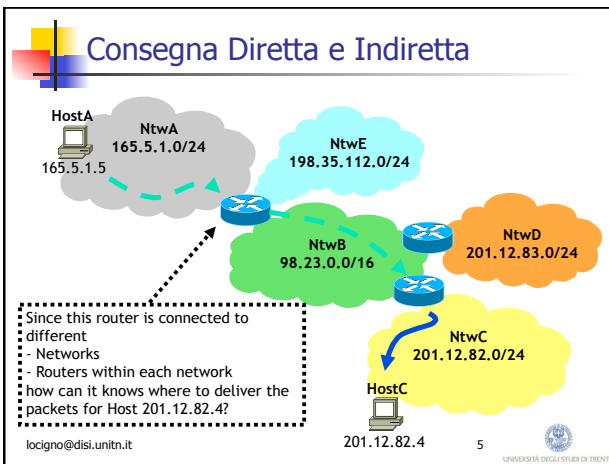 Consegna Diretta e Indiretta
HostA
165.5.1.5
NtwA
165.5.1.0/24
NtwE
198.35.112.0/24
NtwB
98.23.0.0/16
NtwD
201.12.83.0/24
NtwC
201.12.82.0/24
HostC
201.12.82.4
Since this router is connected to
different
- Networks
- Routers within each network
how can it knows where to deliver the
packets for Host 201.12.82.4?
locigno@disi.unitn.it
5
UNIVERSITÀ DEGLI STUDI DI TRENT